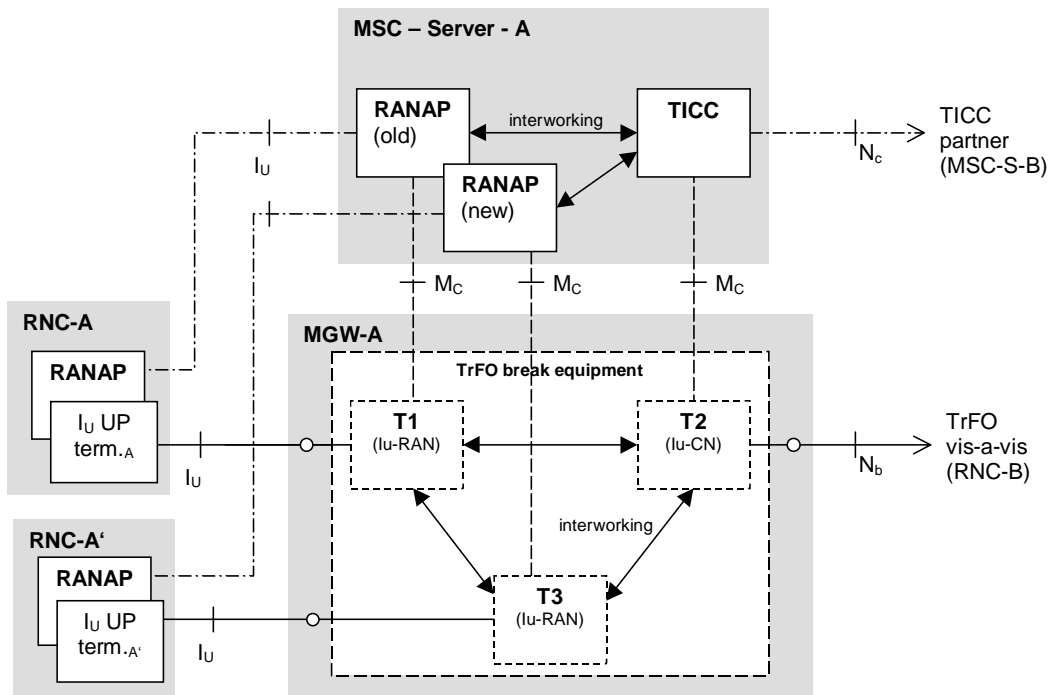 MSC – Server - A
RANAP
(old)
interworking
TICC
TICC
partner
(MSC-S-B)
IU
Nc
RANAP
(new)
MC
MC
MC
RNC-A
MGW-A
RANAP
TrFO break equipment
IU UP
term.A
T1
(Iu-RAN)
T2
(Iu-CN)
TrFO
vis-a-vis
(RNC-B)
IU
Nb
interworking
RNC-A‘
RANAP
T3
(Iu-RAN)
IU UP
term.A‘
IU